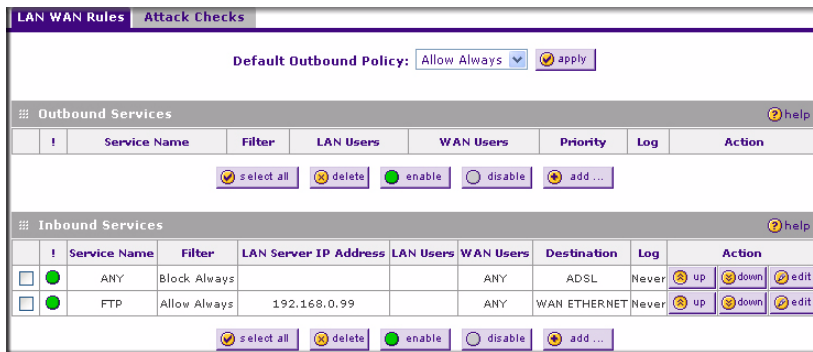 LAN WAN Rules Attack Checks
Default Outbound Policy: Allow Always apply
Outbound Services help
! Service Name Filter LAN Users WAN Users Priority Log Action
select all delete enable disable add ...
Inbound Services help
! Service Name Filter LAN Server IP Address LAN Users WAN Users Destination Log Action
ANY Block Always ANY ADSL Never up down edit
FTP Allow Always 192.168.0.99 ANY WAN ETHERNET Never up down edit
select all delete enable disable add ...